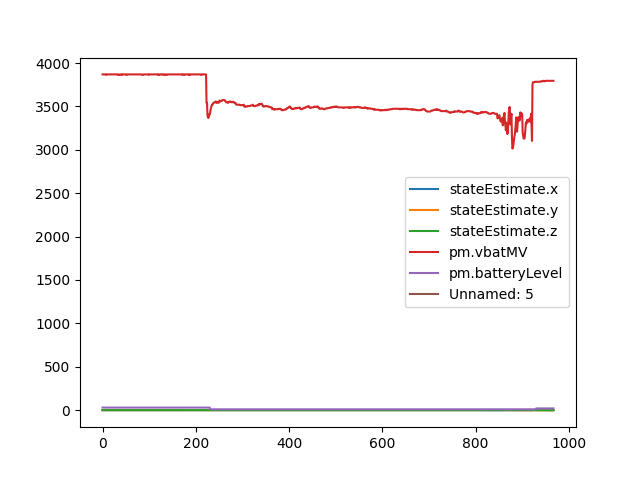 4000
3500
3000
2500
2000
1500
1000
500
0
stateEstimate.x
stateEstimate.y
stateEstimate.z
pm.vbatMV
pm.batteryLevel
Unnamed: 5
0 200 400 600 800 1000